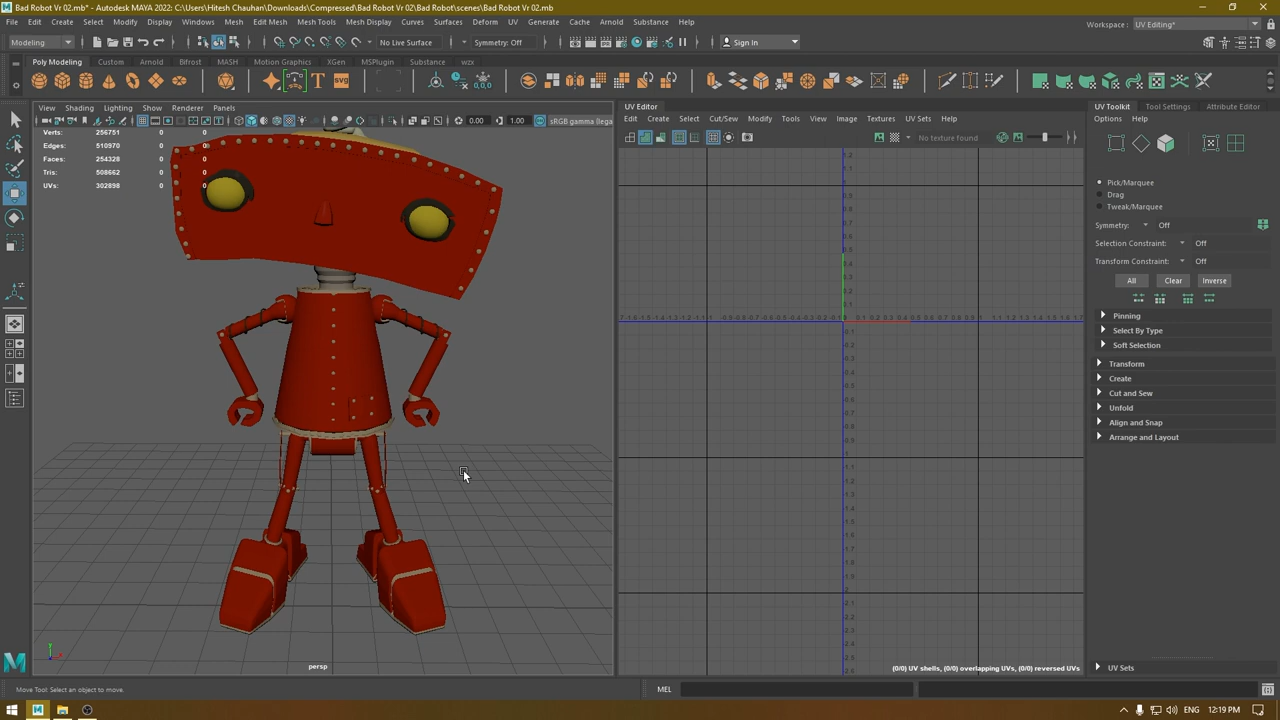 Bad Robot Vr 02.mb* - Autodesk MAYA 2022: C:\Users\Hitesh Chauhan\Downloads\Compressed\Bad Robot Vr 02\Bad Robot\scenes\Bad Robot Vr 02.mb
File Edit Create Select Modify Display Windows Mesh Edit Mesh Mesh Tools Mesh Display Curves Surfaces Deform UV Generate Cache Arnold Substance Help
Workspace : UV Editing*
Modeling No Live Surface Symmetry: Off Sign In
Poly Modeling Custom Arnold Bifrost MASH Motion Graphics XGen MSPlugin Substance wzx
View Shading Lighting Show Renderer Panels
0.00 1.00 sRGB gamma (lega
Verts: 256751 0 0
Edges: 510970 0 0
Faces: 254328 0 0
Tris: 508662 0 0
UVs: 302898 0 0
persp
UV Editor
Edit Create Select Cut/Sew Modify Tools View Image Textures UV Sets Help
No texture found
(0/0) UV shells, (0/0) overlapping UVs, (0/0) reversed UVs
UV Toolkit Tool Settings Attribute Editor
Options Help
Pick/Marquee
Drag
Tweak/Marquee
Symmetry: Off
Selection Constraint: Off
Transform Constraint: Off
All Clear Inverse
Pinning
Select By Type
Soft Selection
Transform
Create
Cut and Sew
Unfold
Align and Snap
Arrange and Layout
UV Sets
Move Tool: Select an object to move.
MEL
ENG 12:19 PM